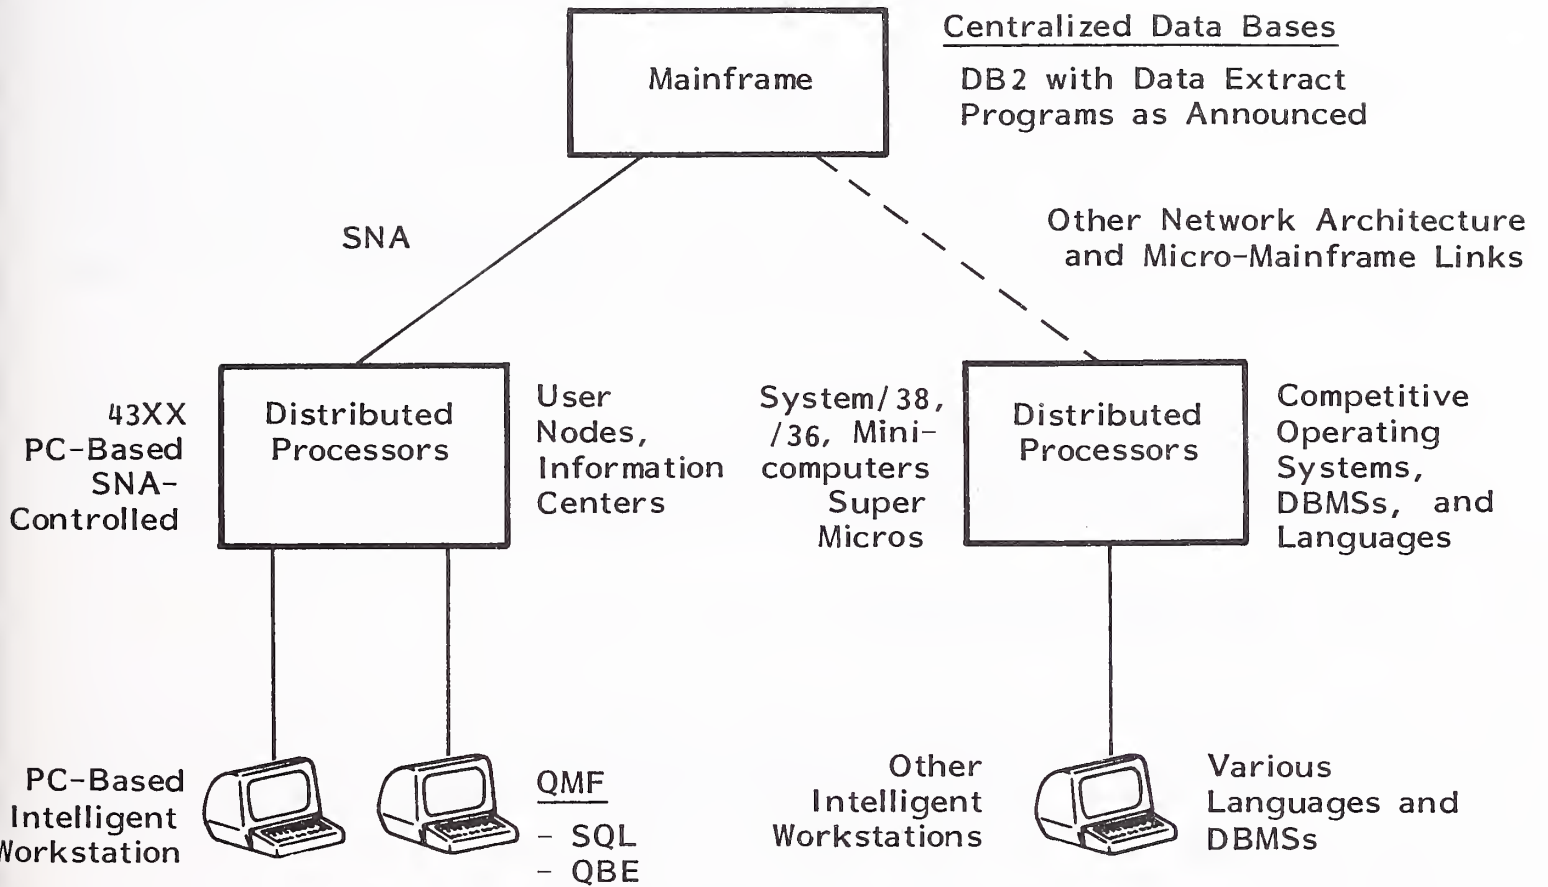 Centralized Data Bases
Mainframe
DB2 with Data Extract
Programs as Announced
SNA
Other Network Architecture
and Micro-Mainframe Links
43XX
PC-Based
SNA-
Controlled
Distributed
Processors
User
Nodes,
Information
Centers
System/38,
/36, Mini-
computers
Super
Micros
Distributed
Processors
Competitive
Operating
Systems,
DBMSs, and
Languages
PC-Based
Intelligent
Workstation
QMF
- SQL
- QBE
Other
Intelligent
Workstations
Various
Languages and
DBMSs